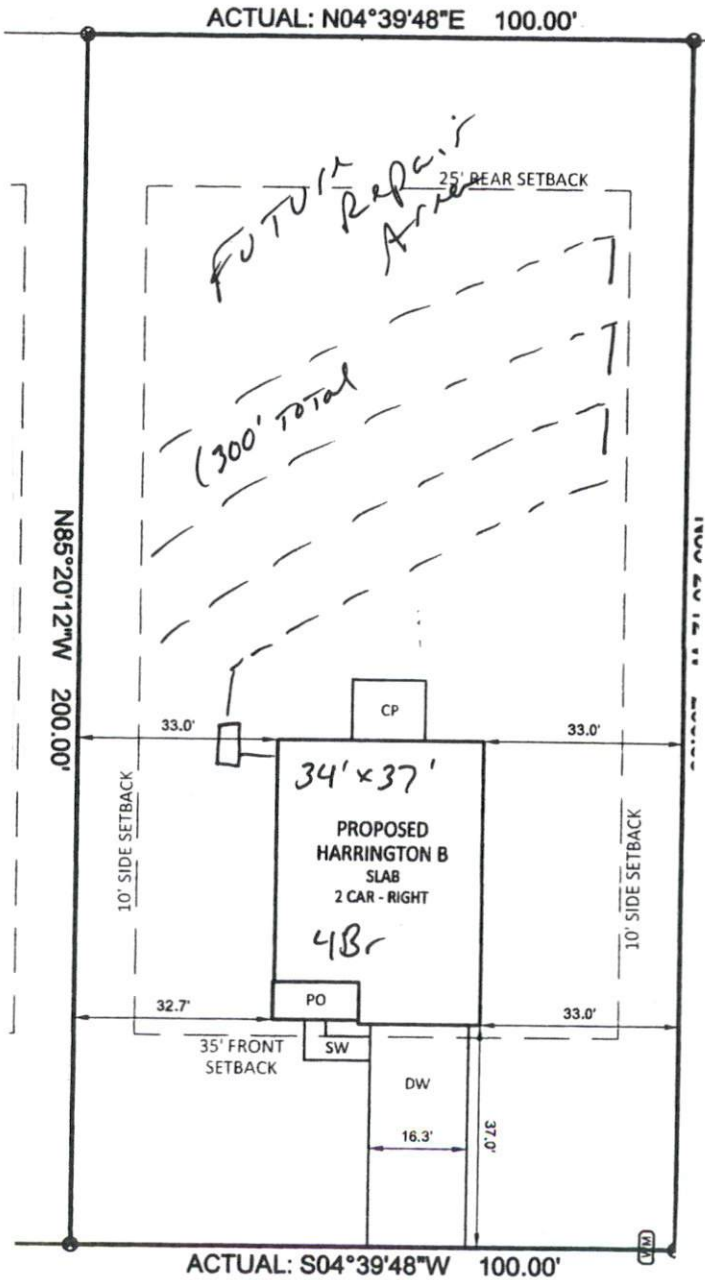 ACTUAL: N04°39'48"E 100.00'
FUTURE Repair Area
25' REAR SETBACK
(300' TOTAL
N85°20'12"W 200.00'
CP
33.0'
33.0'
34' x 37'
PROPOSED
HARRINGTON B
SLAB
2 CAR - RIGHT
4Br
10' SIDE SETBACK
10' SIDE SETBACK
PO
32.7'
33.0'
35' FRONT
SETBACK
SW
DW
16.3'
37.0'
WM
ACTUAL: S04°39'48"W 100.00'